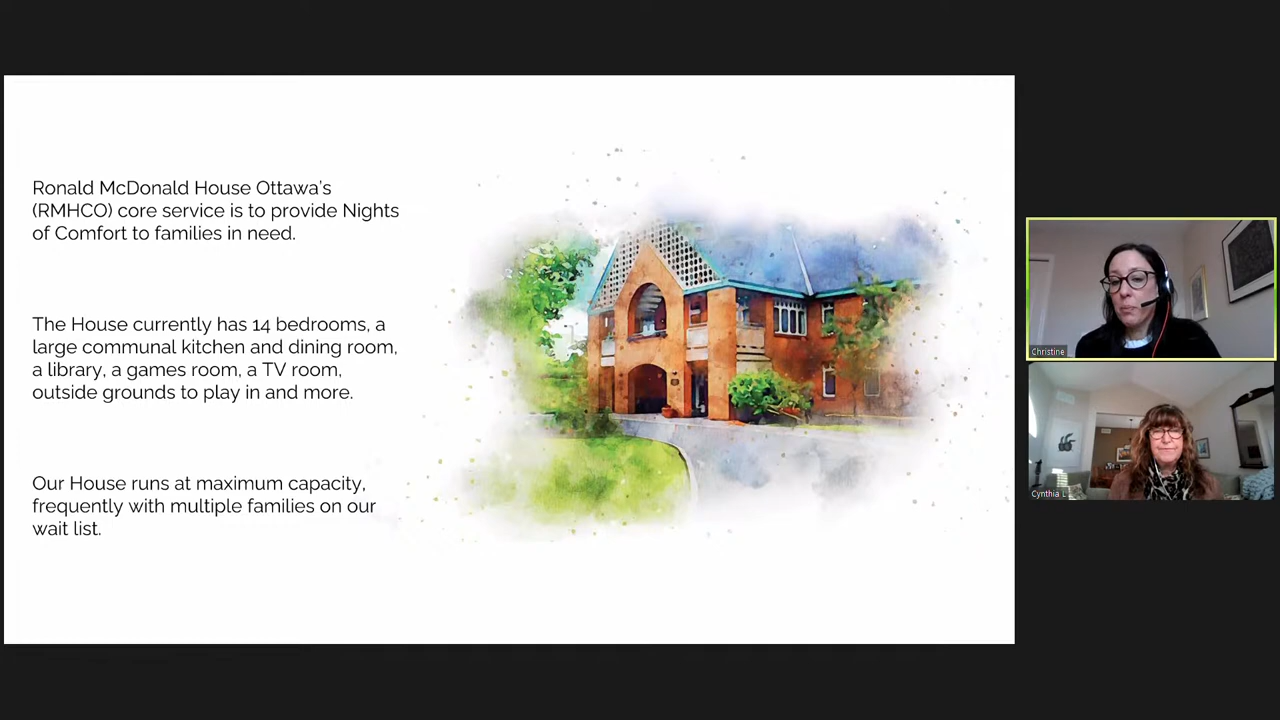 Ronald McDonald House Ottawa's
(RMHCO) core service is to provide Nights
of Comfort to families in need.
The House currently has 14 bedrooms, a
large communal kitchen and dining room,
a library, a games room, a TV room,
outside grounds to play in and more.
Our House runs at maximum capacity,
frequently with multiple families on our
wait list.
Christine
Cynthia L